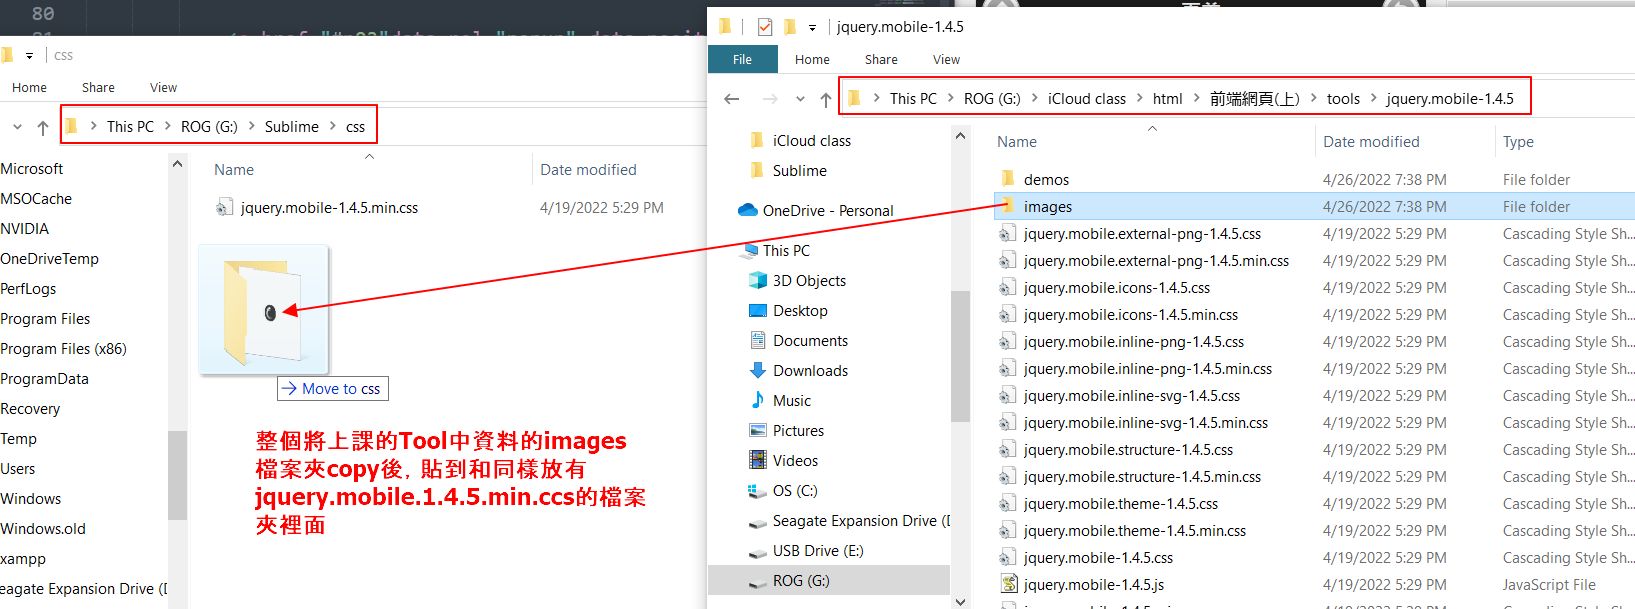 80
css
Home Share View
This PC > ROG (G:) > Sublime > css
Microsoft
MSOCache
NVIDIA
OneDriveTemp
PerfLogs
Program Files
Program Files (x86)
ProgramData
Recovery
Temp
Users
Windows
Windows.old
xampp
eagate Expansion Drive (
Name Date modified
jquery.mobile-1.4.5.min.css 4/19/2022 5:29 PM
Move to css
整個將上課的Tool中資料的images
檔案夾copy後, 貼到和同樣放有
jquery.mobile.1.4.5.min.ccs的檔案
夾裡面
jquery.mobile-1.4.5
File Home Share View
This PC > ROG (G:) > iCloud class > html > 前端網頁(上) > tools > jquery.mobile-1.4.5
iCloud class
Sublime
OneDrive - Personal
This PC
3D Objects
Desktop
Documents
Downloads
Music
Pictures
Videos
OS (C:)
Seagate Expansion Drive (
USB Drive (E:)
ROG (G:)
Name Date modified Type
demos 4/26/2022 7:38 PM File folder
images 4/26/2022 7:38 PM File folder
jquery.mobile.external-png-1.4.5.css 4/19/2022 5:29 PM Cascading Style Sh...
jquery.mobile.external-png-1.4.5.min.css 4/19/2022 5:29 PM Cascading Style Sh...
jquery.mobile.icons-1.4.5.css 4/19/2022 5:29 PM Cascading Style Sh...
jquery.mobile.icons-1.4.5.min.css 4/19/2022 5:29 PM Cascading Style Sh...
jquery.mobile.inline-png-1.4.5.css 4/19/2022 5:29 PM Cascading Style Sh...
jquery.mobile.inline-png-1.4.5.min.css 4/19/2022 5:29 PM Cascading Style Sh...
jquery.mobile.inline-svg-1.4.5.css 4/19/2022 5:29 PM Cascading Style Sh...
jquery.mobile.inline-svg-1.4.5.min.css 4/19/2022 5:29 PM Cascading Style Sh...
jquery.mobile.structure-1.4.5.css 4/19/2022 5:29 PM Cascading Style Sh...
jquery.mobile.structure-1.4.5.min.css 4/19/2022 5:29 PM Cascading Style Sh...
jquery.mobile.theme-1.4.5.css 4/19/2022 5:29 PM Cascading Style Sh...
jquery.mobile.theme-1.4.5.min.css 4/19/2022 5:29 PM Cascading Style Sh...
jquery.mobile-1.4.5.css 4/19/2022 5:29 PM Cascading Style Sh...
jquery.mobile-1.4.5.js 4/19/2022 5:29 PM JavaScript File